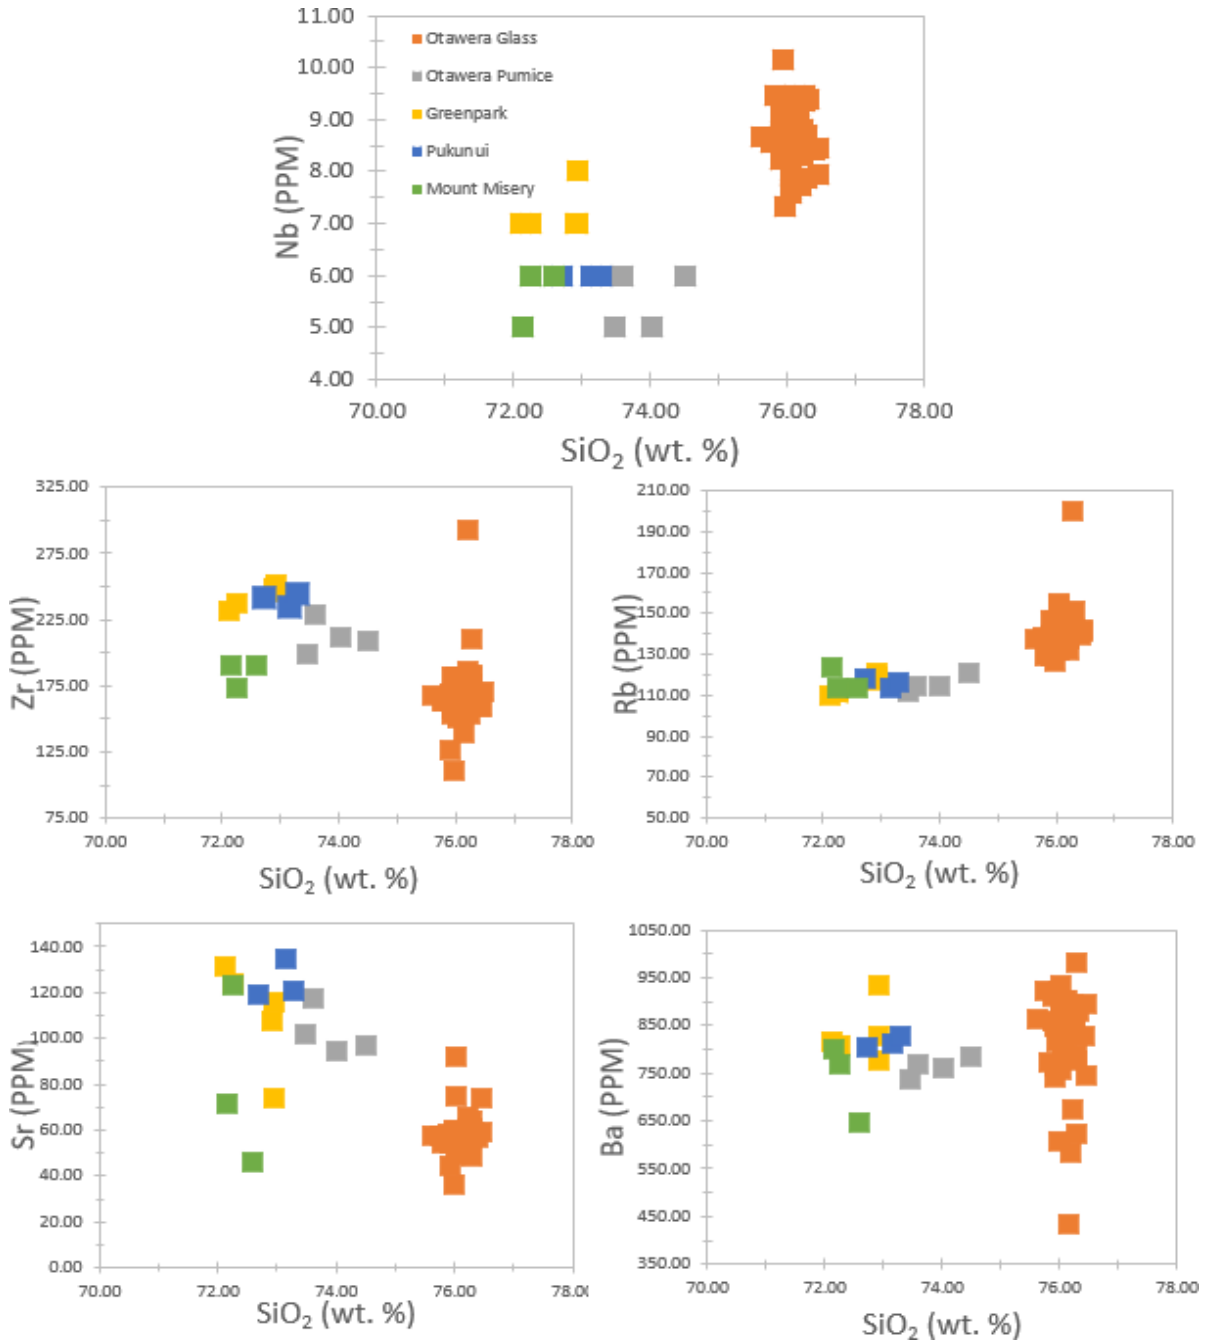 11.00
10.00
9.00
8.00
7.00
6.00
5.00
4.00
Nb (PPM)
Otawera Glass
Otawera Pumice
Greenpark
Pukunui
Mount Misery
70.00 72.00 74.00 76.00 78.00
SiO₂ (wt. %)
325.00
275.00
225.00
175.00
125.00
75.00
Zr (PPM)
70.00 72.00 74.00 76.00 78.00
SiO₂ (wt. %)
210.00
190.00
170.00
150.00
130.00
110.00
90.00
70.00
50.00
Rb (PPM)
70.00 72.00 74.00 76.00 78.00
SiO₂ (wt. %)
140.00
120.00
100.00
80.00
60.00
40.00
20.00
0.00
Sr (PPM)
70.00 72.00 74.00 76.00 78.00
SiO₂ (wt. %)
1050.00
950.00
850.00
750.00
650.00
550.00
450.00
350.00
Ba (PPM)
70.00 72.00 74.00 76.00 78.00
SiO₂ (wt. %)